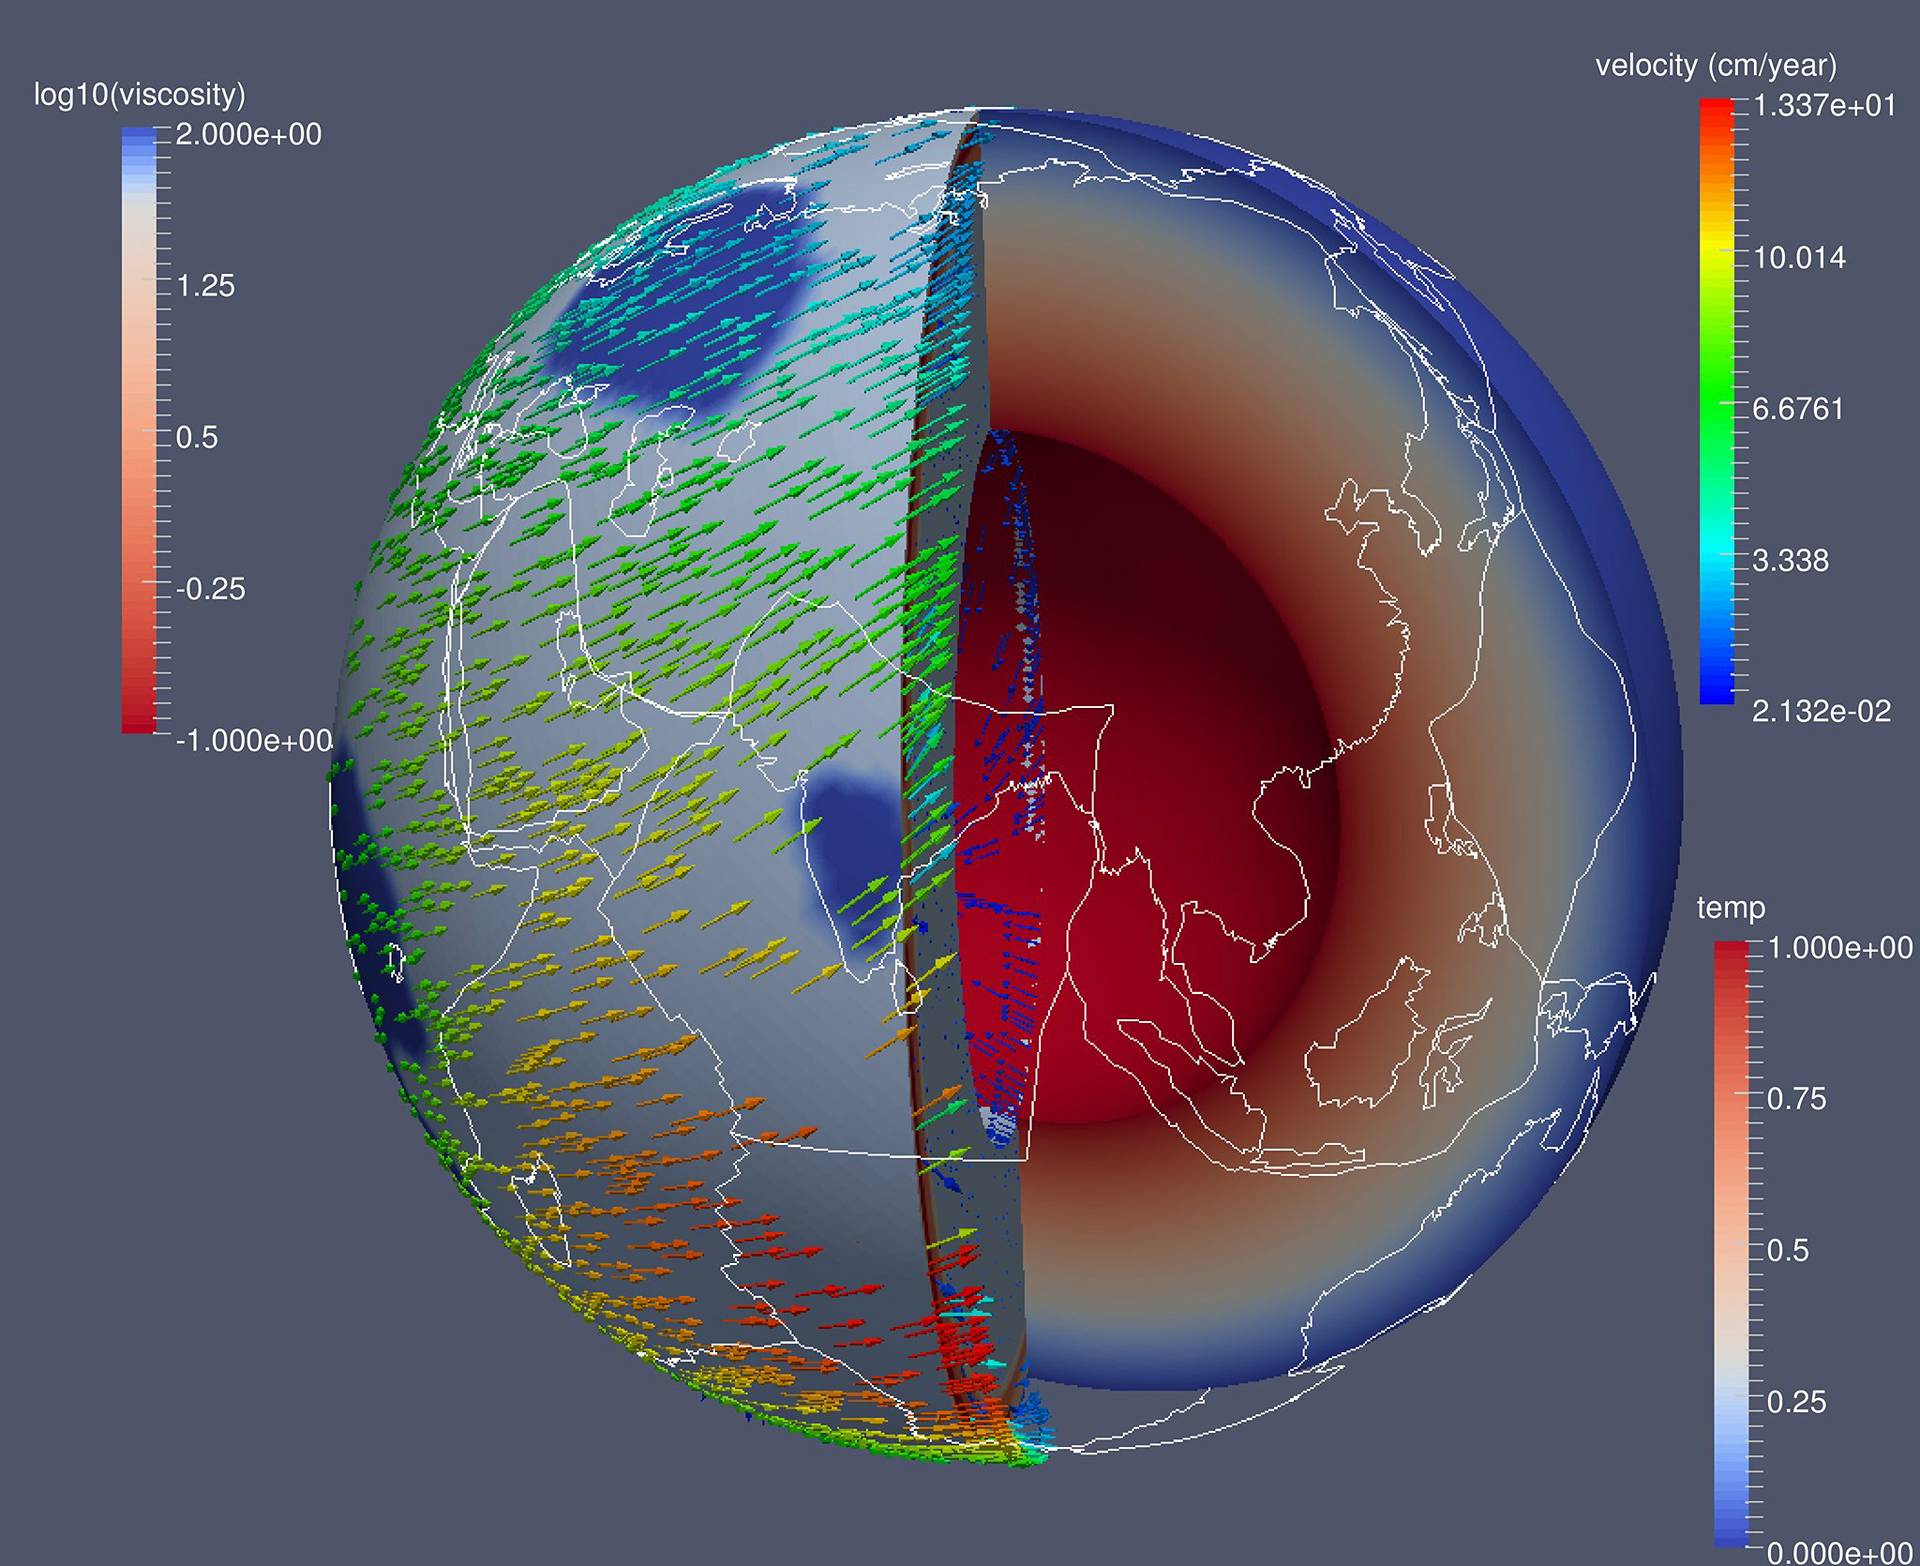 log10(viscosity)
2.000e+00
1.25
0.5
-0.25
-1.000e+00
velocity (cm/year)
1.337e+01
10.014
6.6761
3.338
2.132e-02
temp
1.000e+00
0.75
0.5
0.25
0.000e+00